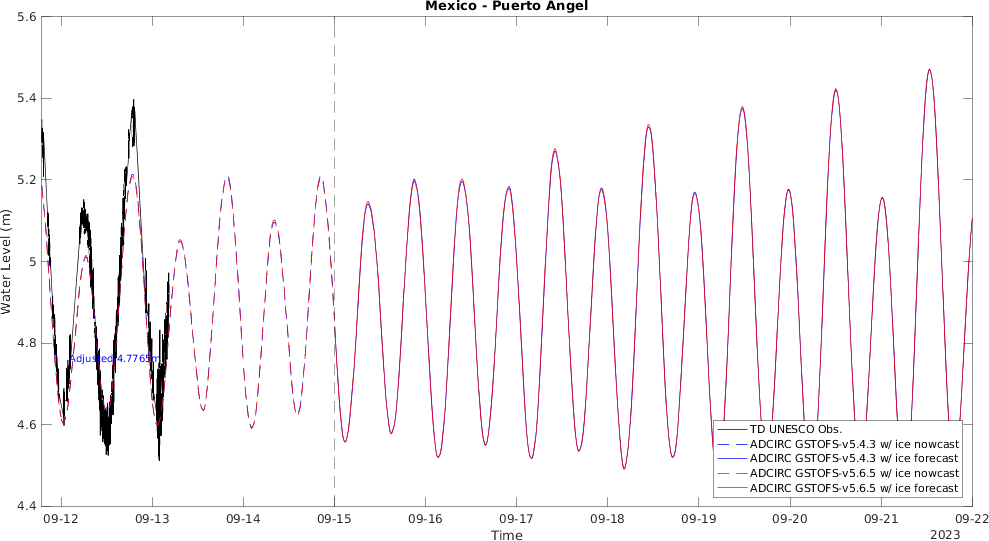 Mexico - Puerto Angel
5.6
5.4
5.2
5
4.8
4.6
4.4
Water Level (m)
Adjusted 4.7765m
TD UNESCO Obs.
ADCIRC GSTOFS-v5.4.3 w/ ice nowcast
ADCIRC GSTOFS-v5.4.3 w/ ice forecast
ADCIRC GSTOFS-v5.6.5 w/ ice nowcast
ADCIRC GSTOFS-v5.6.5 w/ ice forecast
09-12 09-13 09-14 09-15 09-16 09-17 09-18 09-19 09-20 09-21 09-22
Time
2023